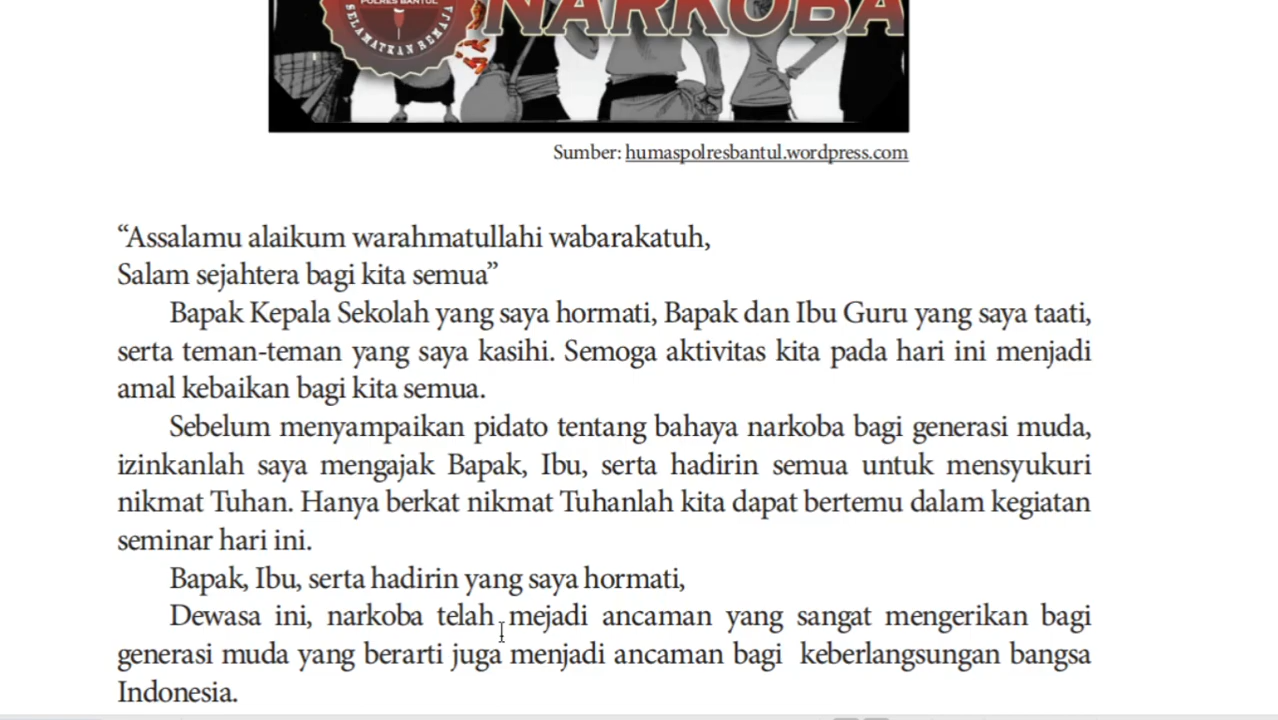 POLRES BANTUL
SELAMATKAN REMAJA
NARKOBA
Sumber: humaspolresbantul.wordpress.com
“Assalamu alaikum warahmatullahi wabarakatuh,
Salam sejahtera bagi kita semua”
Bapak Kepala Sekolah yang saya hormati, Bapak dan Ibu Guru yang saya taati,
serta teman-teman yang saya kasihi. Semoga aktivitas kita pada hari ini menjadi
amal kebaikan bagi kita semua.
Sebelum menyampaikan pidato tentang bahaya narkoba bagi generasi muda,
izinkanlah saya mengajak Bapak, Ibu, serta hadirin semua untuk mensyukuri
nikmat Tuhan. Hanya berkat nikmat Tuhanlah kita dapat bertemu dalam kegiatan
seminar hari ini.
Bapak, Ibu, serta hadirin yang saya hormati,
Dewasa ini, narkoba telah mejadi ancaman yang sangat mengerikan bagi
generasi muda yang berarti juga menjadi ancaman bagi keberlangsungan bangsa
Indonesia.